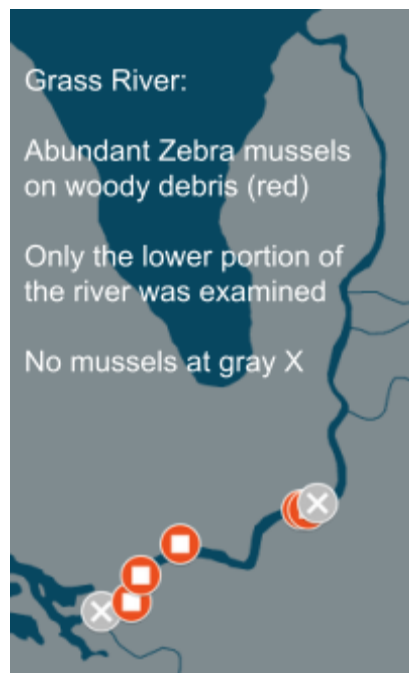 Grass River:
Abundant Zebra mussels
on woody debris (red)
Only the lower portion of
the river was examined
No mussels at gray X